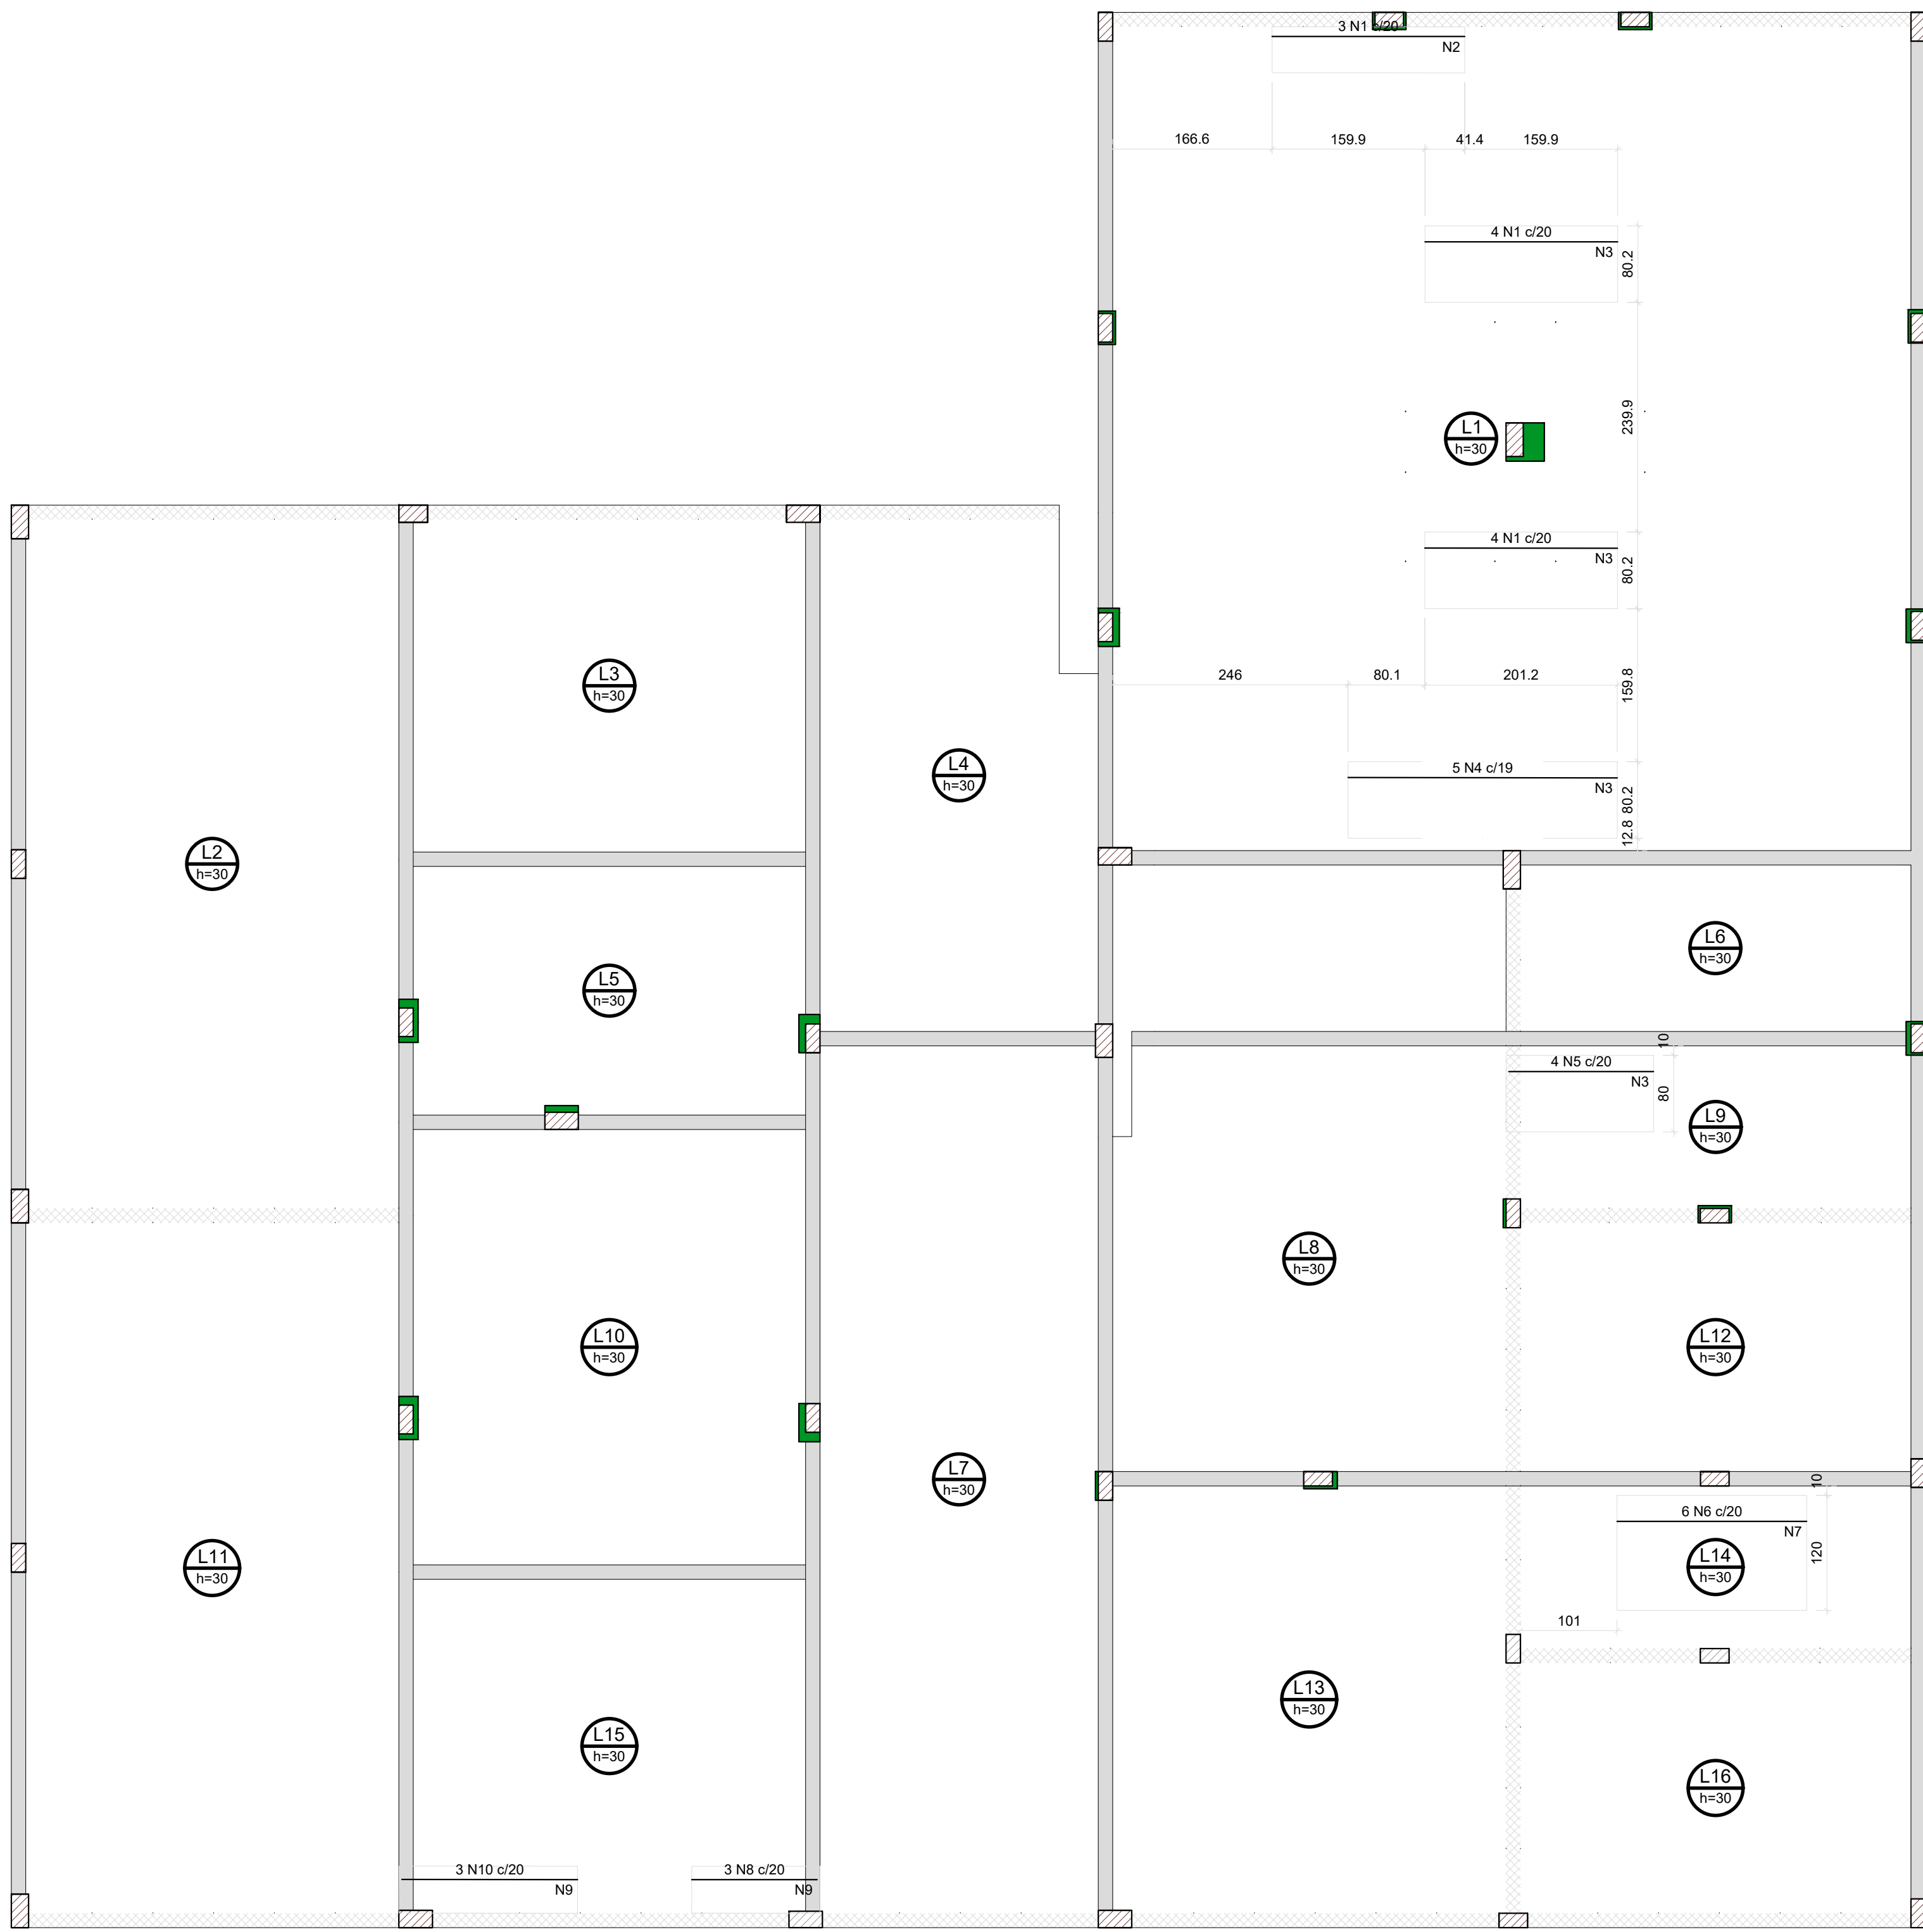 3 N1 c/20
N2
166.6
159.9
41.4
159.9
4 N1 c/20
N3
80.2
239.9
L1
h=30
4 N1 c/20
N3
80.2
246
80.1
201.2
159.8
5 N4 c/19
N3
80.2
12.8
L3
h=30
L4
h=30
L2
h=30
L6
h=30
L5
h=30
10
4 N5 c/20
N3
80
L9
h=30
L8
h=30
L12
h=30
L10
h=30
L7
h=30
10
6 N6 c/20
N7
120
L14
h=30
101
L11
h=30
L13
h=30
L15
h=30
L16
h=30
3 N10 c/20
N9
3 N8 c/20
N9